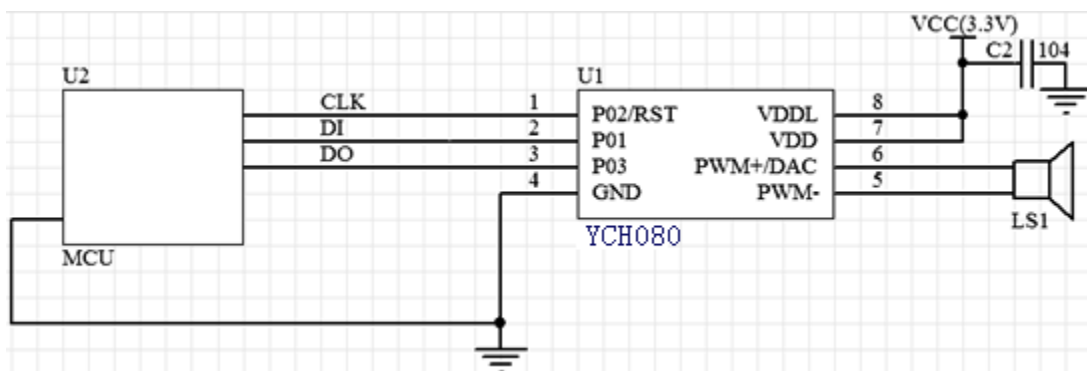 VCC(3.3V)
C2 104
U2
U1
CLK 1 P02/RST VDDL 8
DI 2 P01 VDD 7
DO 3 P03 PWM+/DAC 6
4 GND PWM- 5
LS1
YCH080
MCU